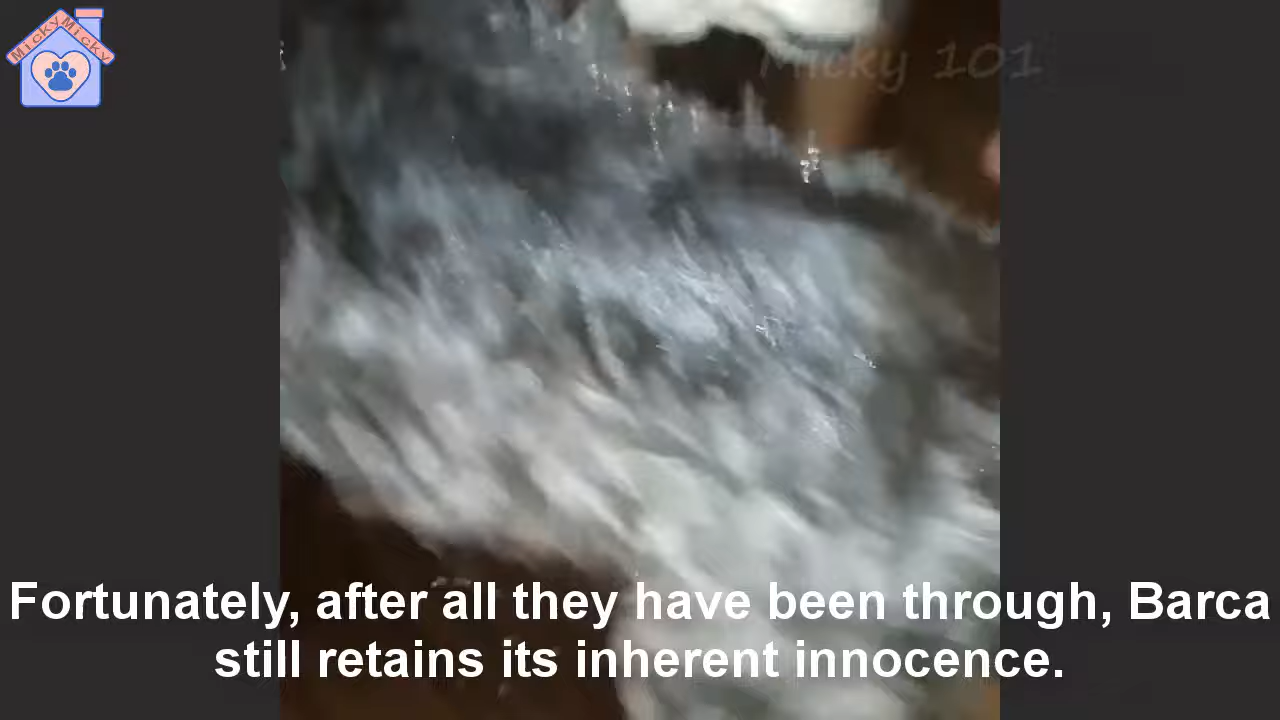 MickyMicky
Micky 101
Fortunately, after all they have been through, Barca
still retains its inherent innocence.